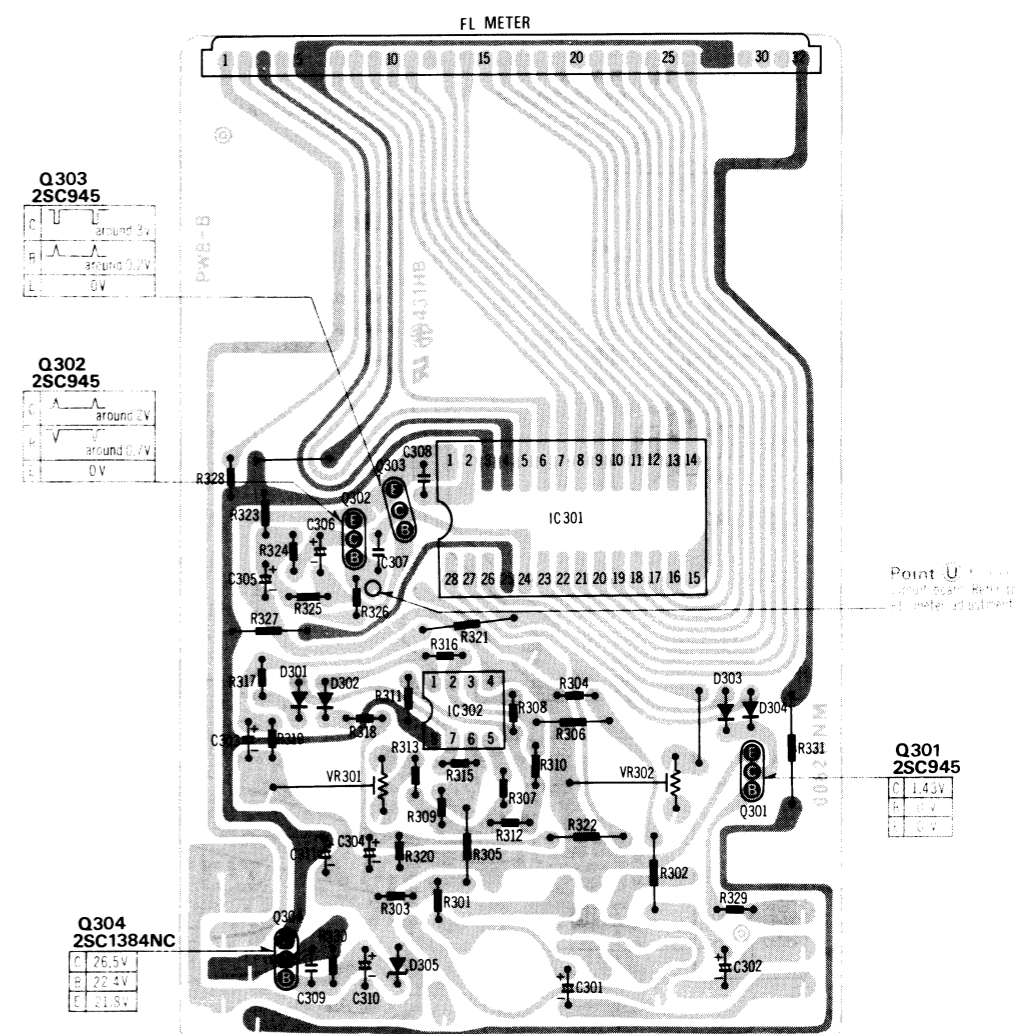 FL METER
1 5 10 15 20 25 30 32
Q303
2SC945
C around 3V
B around 0.2V
E 0V
PWB-B
Q302
2SC945
C around 2V
B around 0.7V
E 0V
C308
Q303
E
C
B
1 2 3 4 5 6 7 8 9 10 11 12 13 14
IC301
28 27 26 25 24 23 22 21 20 19 18 17 16 15
R328
Q302
E
C
B
R323
C306
R324
C307
C305
R325
R326
Point U
R327
R321
R316
R317
D301
D302
R311
1 2 3 4
IC302
8 7 6 5
R308
R304
R306
D303
D304
R318
R319
R313
R315
R310
R331
VR301
VR302
E
C
B
Q301
Q301
2SC945
C 1.43V
R309
R307
R312
R322
C304
R320
R305
R302
R303
R301
R329
Q304
2SC1384NC
C 26.5V
B 22.4V
E 21.8V
B
C309
C310
D305
C301
C302